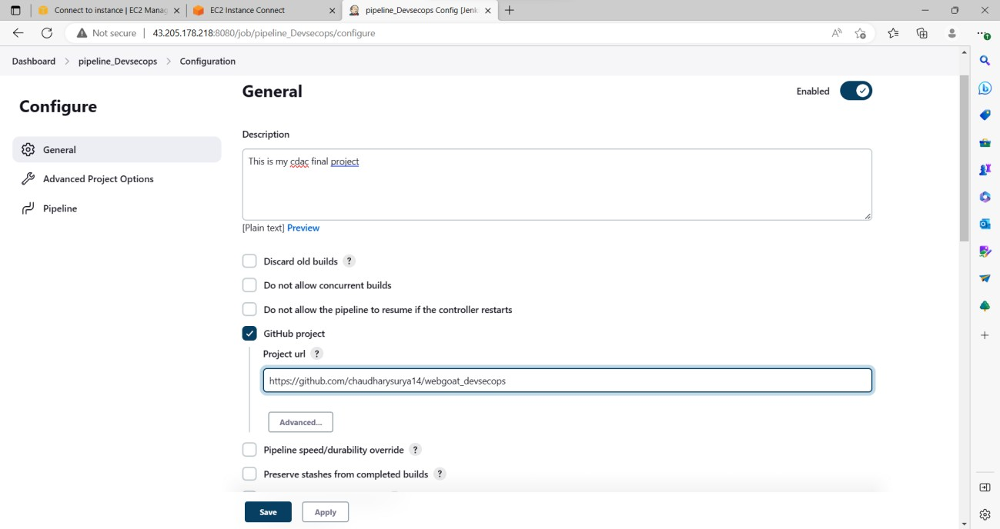 Connect to instance | EC2 Manag
EC2 Instance Connect
pipeline_Devsecops Config [Jenk
Not secure | 43.205.178.218:8080/job/pipeline_Devsecops/configure
Dashboard > pipeline_Devsecops > Configuration
Configure
General
Advanced Project Options
Pipeline
General
Enabled
Description
This is my cdac final project
[Plain text] Preview
Discard old builds ?
Do not allow concurrent builds
Do not allow the pipeline to resume if the controller restarts
GitHub project
Project url ?
https://github.com/chaudharysurya14/webgoat_devsecops
Advanced...
Pipeline speed/durability override ?
Preserve stashes from completed builds ?
Save
Apply